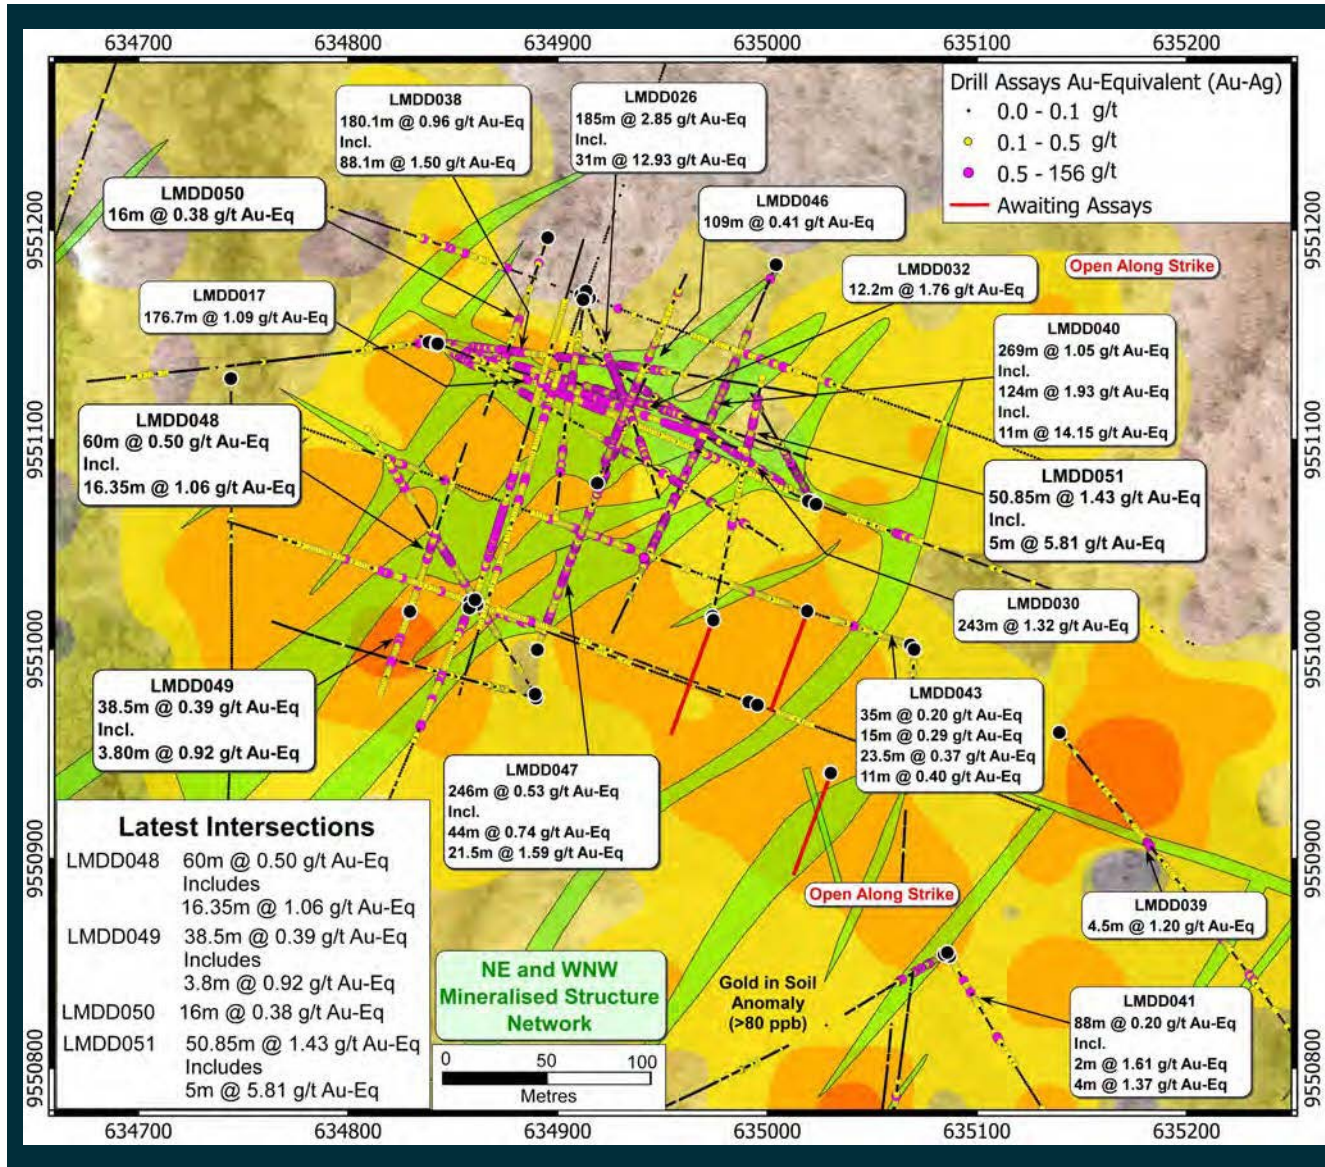 634700 634800 634900 635000 635100 635200
9551200
9551100
9551000
9550900
9550800
Drill Assays Au-Equivalent (Au-Ag)
0.0 - 0.1 g/t
0.1 - 0.5 g/t
0.5 - 156 g/t
Awaiting Assays
LMDD038
180.1m @ 0.96 g/t Au-Eq
Incl.
88.1m @ 1.50 g/t Au-Eq
LMDD026
185m @ 2.85 g/t Au-Eq
Incl.
31m @ 12.93 g/t Au-Eq
LMDD050
16m @ 0.38 g/t Au-Eq
LMDD046
109m @ 0.41 g/t Au-Eq
LMDD032
12.2m @ 1.76 g/t Au-Eq
Open Along Strike
LMDD017
176.7m @ 1.09 g/t Au-Eq
LMDD040
269m @ 1.05 g/t Au-Eq
Incl.
124m @ 1.93 g/t Au-Eq
Incl.
11m @ 14.15 g/t Au-Eq
LMDD048
60m @ 0.50 g/t Au-Eq
Incl.
16.35m @ 1.06 g/t Au-Eq
LMDD051
50.85m @ 1.43 g/t Au-Eq
Incl.
5m @ 5.81 g/t Au-Eq
LMDD030
243m @ 1.32 g/t Au-Eq
LMDD049
38.5m @ 0.39 g/t Au-Eq
Incl.
3.80m @ 0.92 g/t Au-Eq
LMDD043
35m @ 0.20 g/t Au-Eq
15m @ 0.29 g/t Au-Eq
23.5m @ 0.37 g/t Au-Eq
11m @ 0.40 g/t Au-Eq
LMDD047
246m @ 0.53 g/t Au-Eq
Incl.
44m @ 0.74 g/t Au-Eq
21.5m @ 1.59 g/t Au-Eq
Open Along Strike
LMDD039
4.5m @ 1.20 g/t Au-Eq
LMDD041
88m @ 0.20 g/t Au-Eq
Incl.
2m @ 1.61 g/t Au-Eq
4m @ 1.37 g/t Au-Eq
Gold in Soil
Anomaly
(>80 ppb)
Latest Intersections
LMDD048 60m @ 0.50 g/t Au-Eq
Includes
16.35m @ 1.06 g/t Au-Eq
LMDD049 38.5m @ 0.39 g/t Au-Eq
Includes
3.8m @ 0.92 g/t Au-Eq
LMDD050 16m @ 0.38 g/t Au-Eq
LMDD051 50.85m @ 1.43 g/t Au-Eq
Includes
5m @ 5.81 g/t Au-Eq
NE and WNW
Mineralised Structure
Network
0 50 100
Metres
9551200
9551100
9551000
9550900
9550800
634700 634800 634900 635000 635100 635200